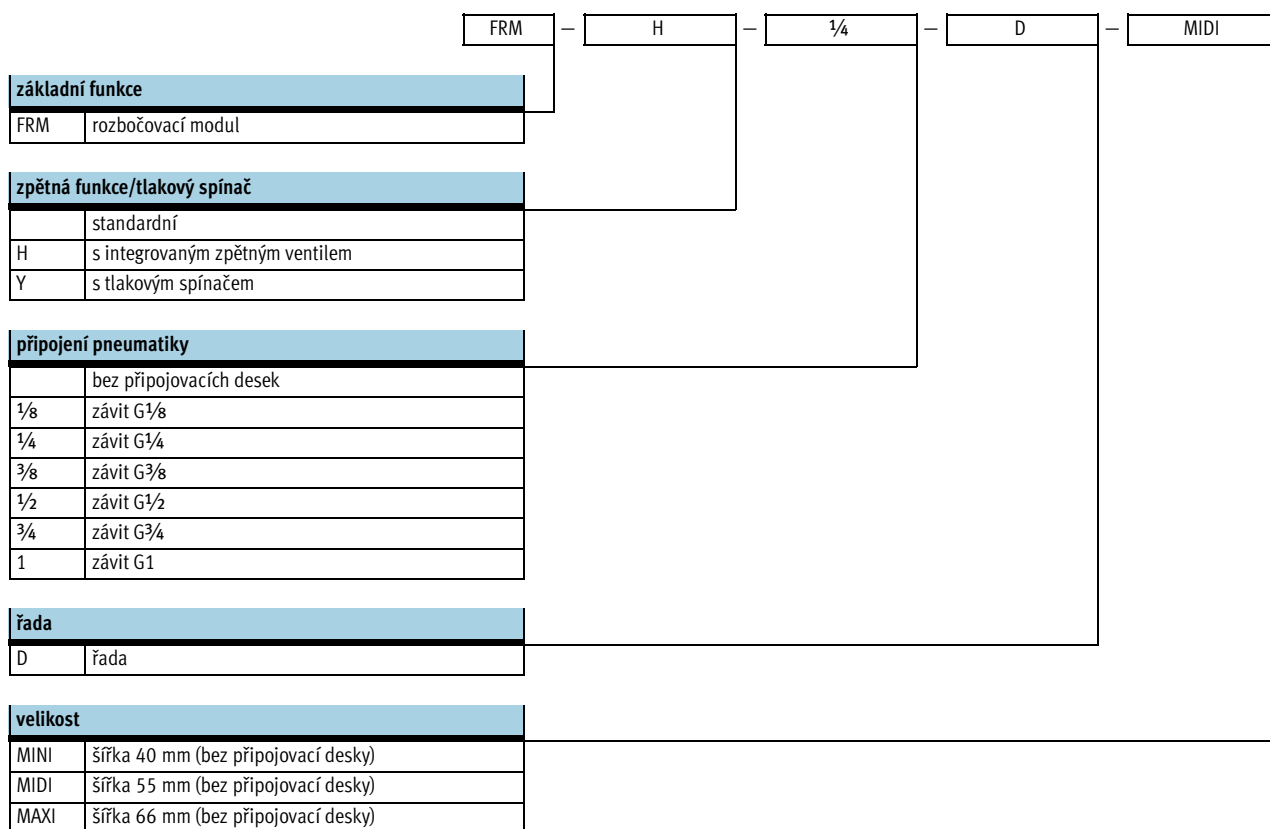 FRM – H – ¼ – D – MIDI
základní funkce
FRM rozbočovací modul
zpětná funkce/tlakový spínač
standardní
H s integrovaným zpětným ventilem
Y s tlakovým spínačem
připojení pneumatiky
bez připojovacích desek
⅛ závit G⅛
¼ závit G¼
⅜ závit G⅜
½ závit G½
¾ závit G¾
1 závit G1
řada
D řada
velikost
MINI šířka 40 mm (bez připojovací desky)
MIDI šířka 55 mm (bez připojovací desky)
MAXI šířka 66 mm (bez připojovací desky)